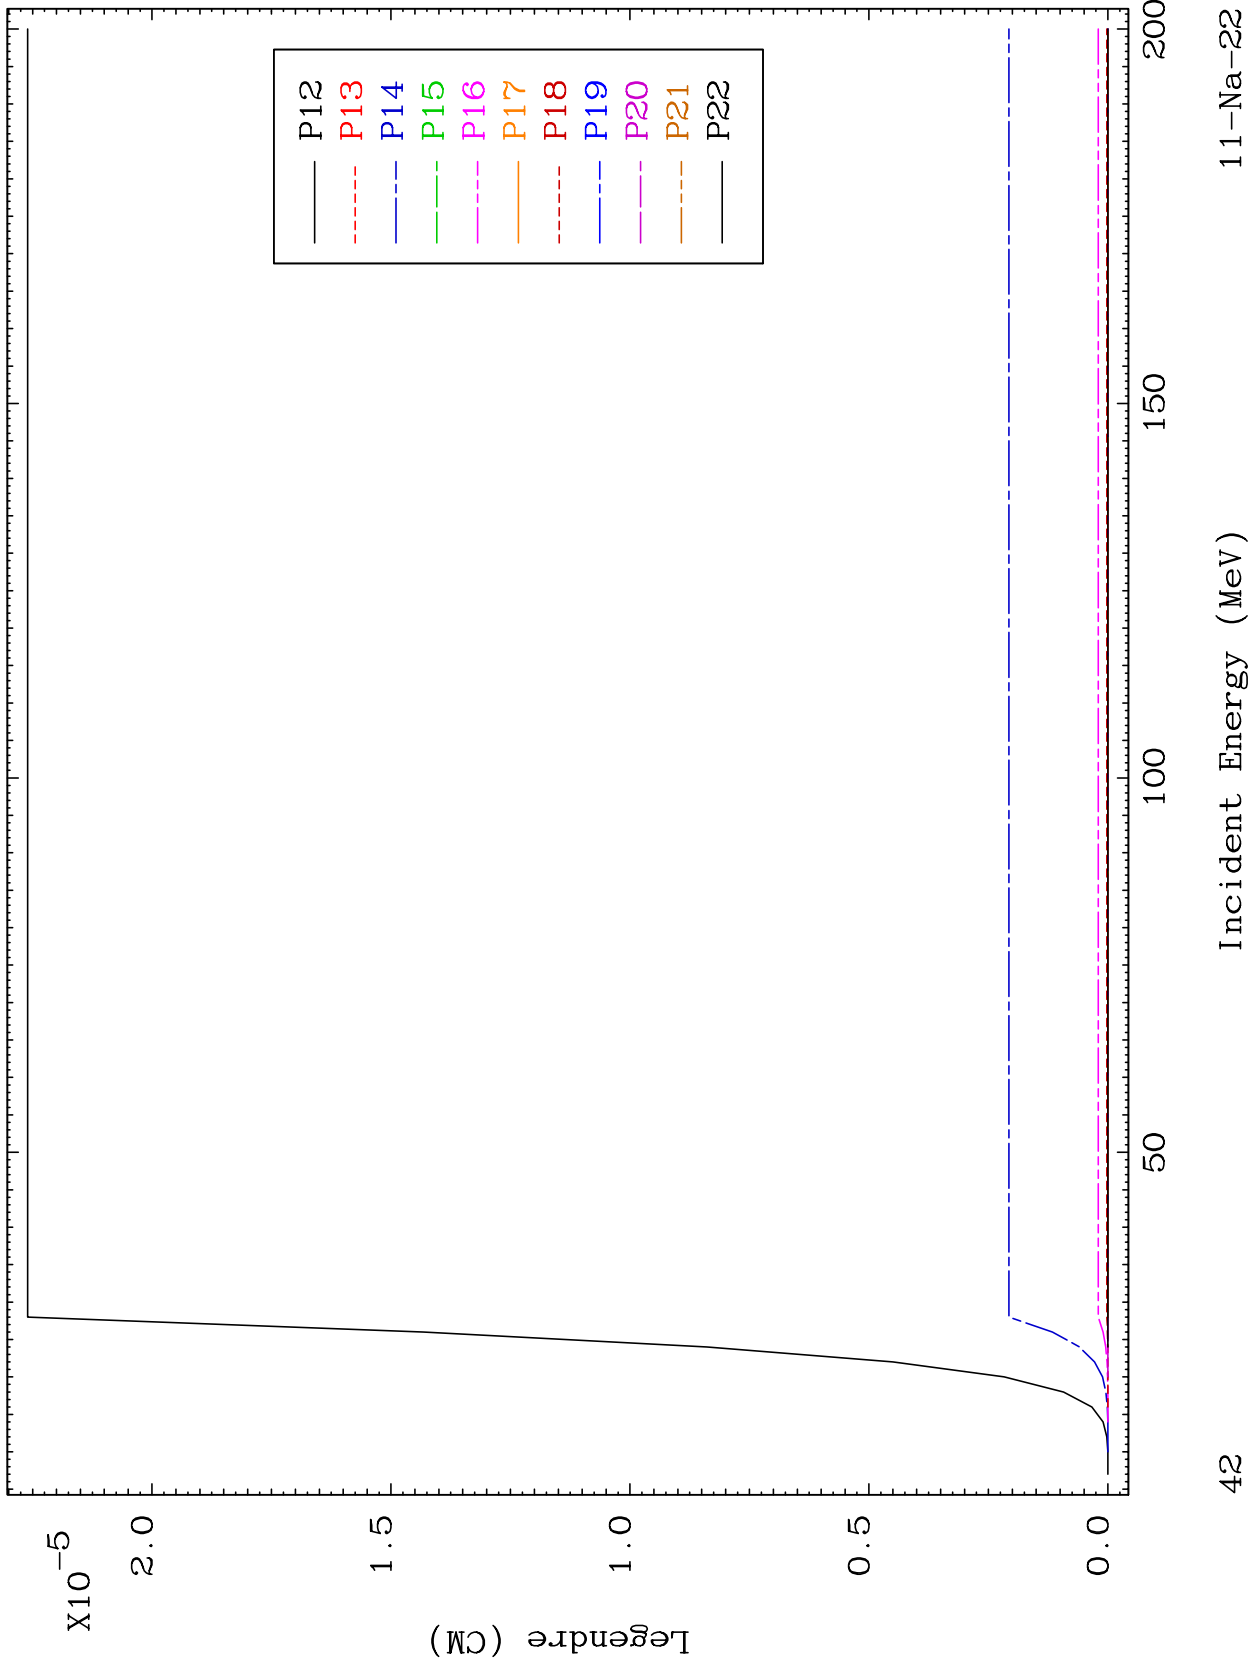 X10-5
2.0
1.5
1.0
0.5
0.0
Legendre (CM)
P12
P13
P14
P15
P16
P17
P18
P19
P20
P21
P22
50
100
150
200
Incident Energy (MeV)
42
11-Na-22